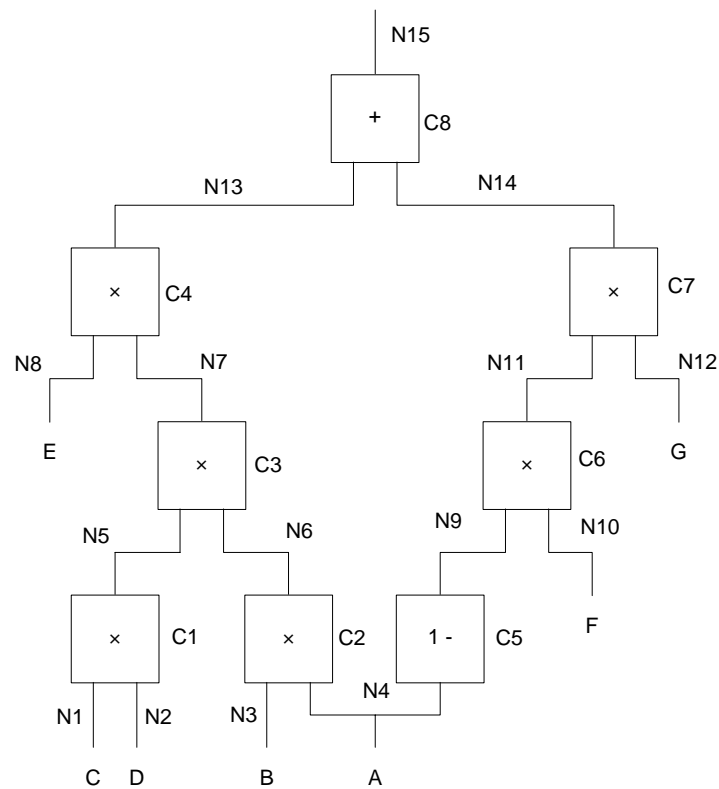 N15
+
C8
N13
N14
×
C4
×
C7
N8
N7
N11
N12
E
×
C3
×
C6
G
N5
N6
N9
N10
×
C1
×
C2
1 -
C5
F
N1
N2
N3
N4
C
D
B
A